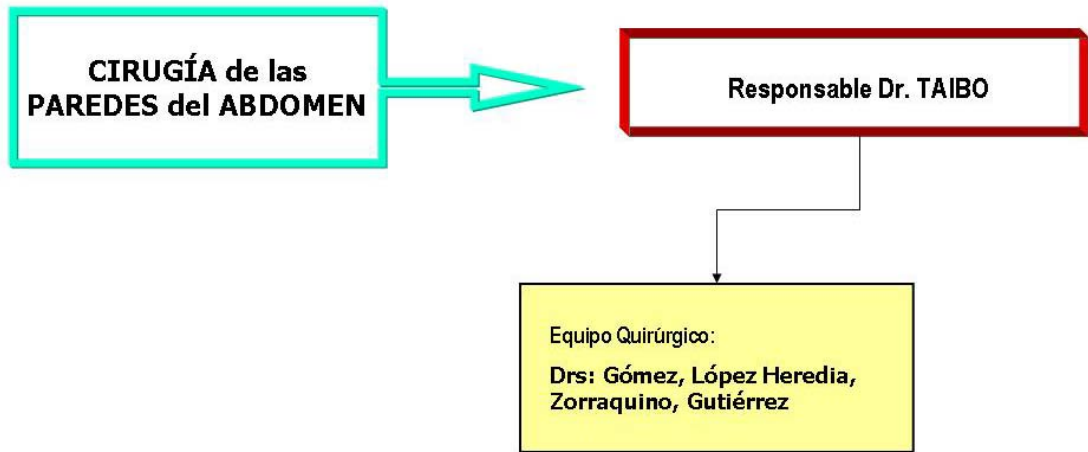 CIRUGÍA de las
PAREDES del ABDOMEN
Responsable Dr. TAIBO
Equipo Quirúrgico:
Drs: Gómez, López Heredia,
Zorraquino, Gutiérrez